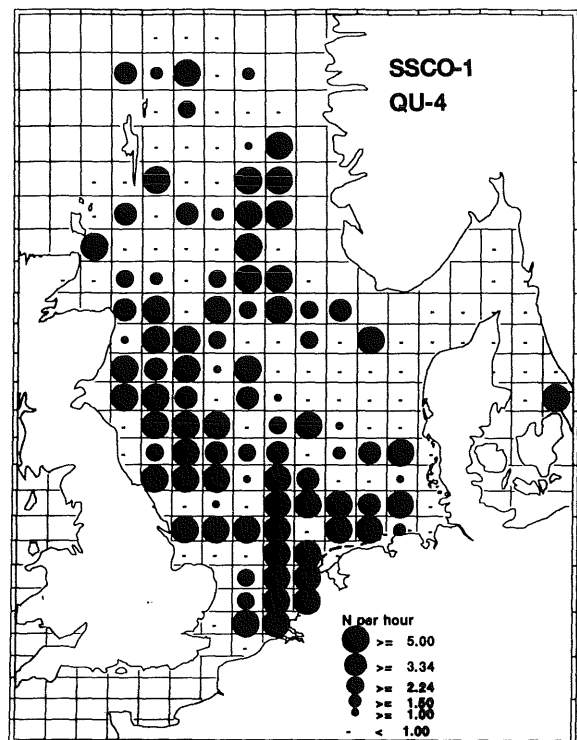 SSCO-1
QU-4
N per hour
>= 5.00
>= 3.34
>= 2.24
>= 1.50
>= 1.00
- < 1.00